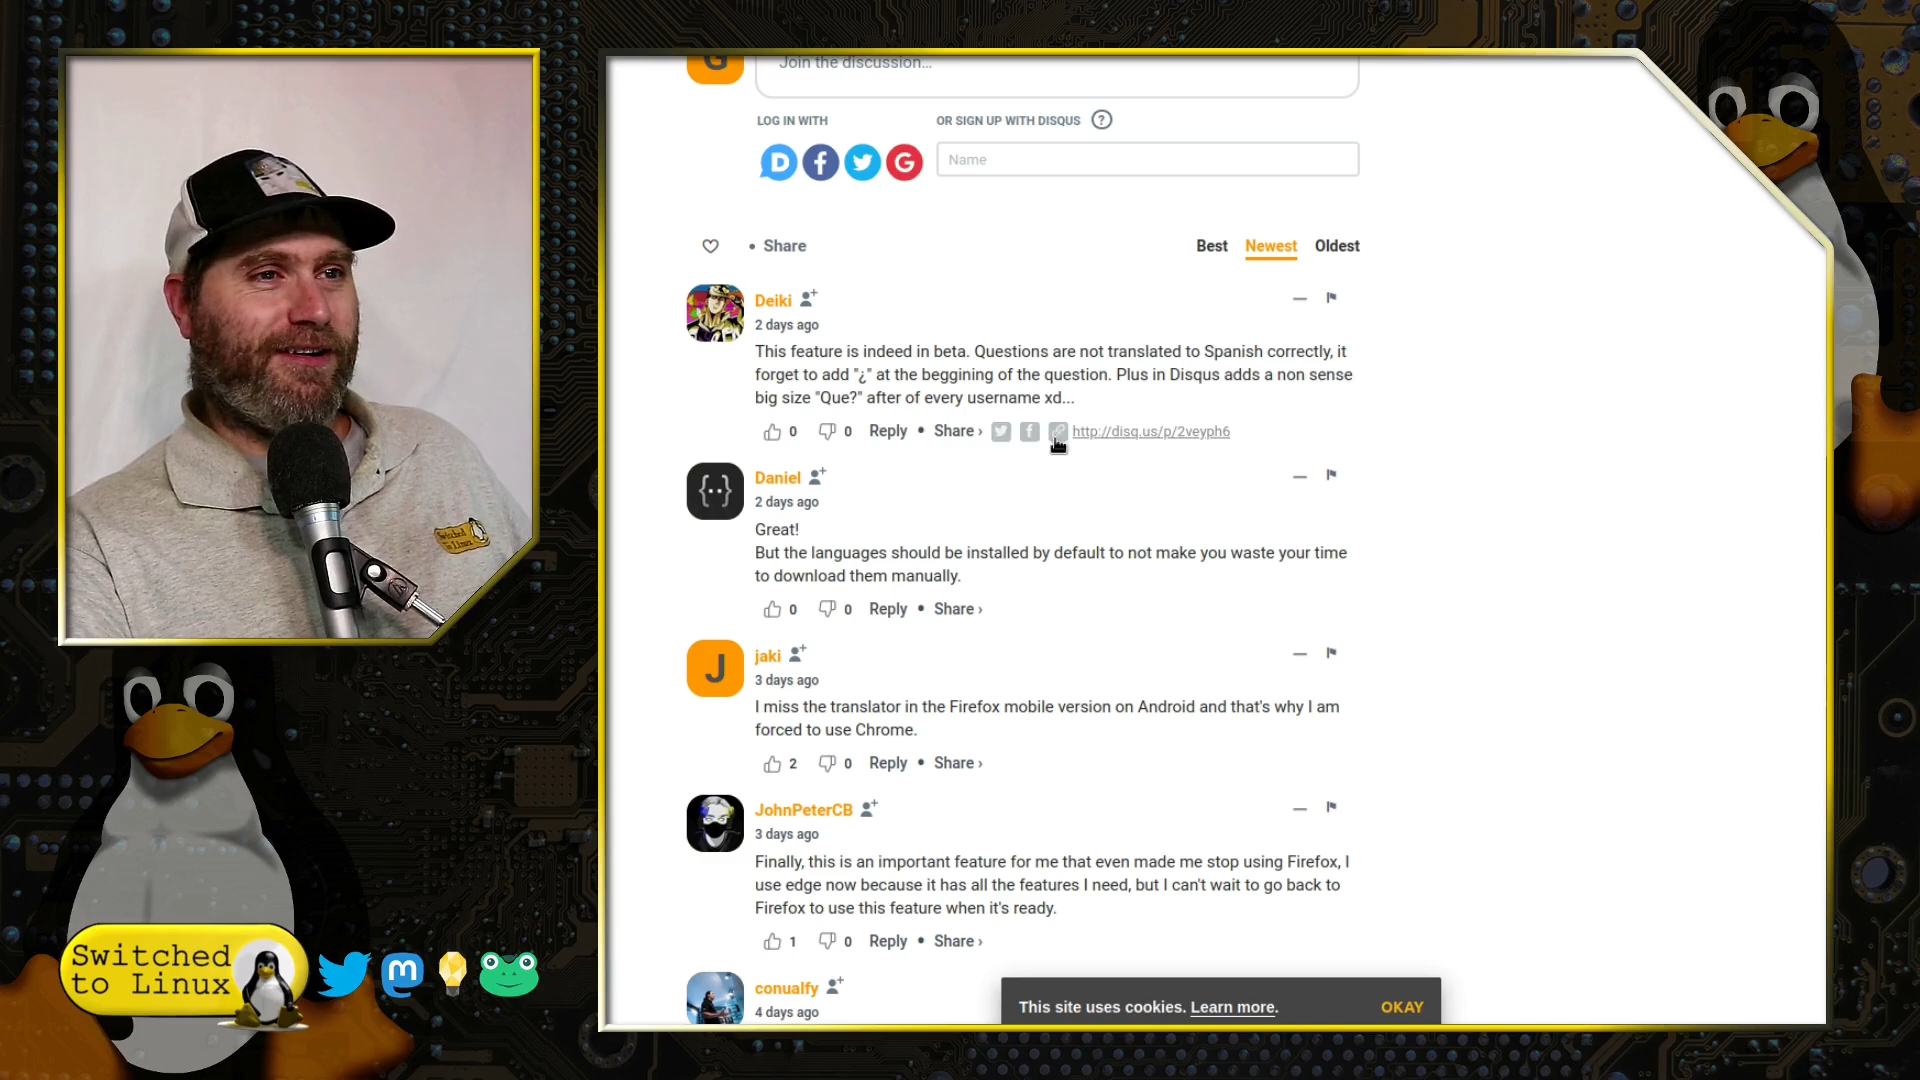 G
Join the discussion...
LOG IN WITH
OR SIGN UP WITH DISQUS ?
D f G
Name
• Share
Best Newest Oldest
Deiki
2 days ago
This feature is indeed in beta. Questions are not translated to Spanish correctly, it
forget to add "¿" at the beggining of the question. Plus in Disqus adds a non sense
big size "Que?" after of every username xd...
0 0 Reply • Share › f http://disq.us/p/2veyph6
Daniel
2 days ago
Great!
But the languages should be installed by default to not make you waste your time
to download them manually.
0 0 Reply • Share ›
J
jaki
3 days ago
I miss the translator in the Firefox mobile version on Android and that's why I am
forced to use Chrome.
2 0 Reply • Share ›
JohnPeterCB
3 days ago
Finally, this is an important feature for me that even made me stop using Firefox, I
use edge now because it has all the features I need, but I can't wait to go back to
Firefox to use this feature when it's ready.
1 0 Reply • Share ›
conualfy
4 days ago
This site uses cookies. Learn more. OKAY
Switched
to Linux
Switched
to Linux
m